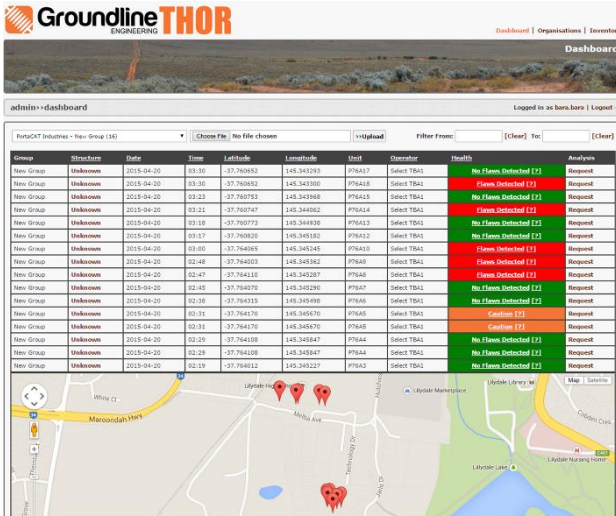 Groundline THOR
ENGINEERING
Dashboard | Organisations | Inventor
Dashboard
admin>>dashboard Logged in as bara.bara | Logout
PortaCAT Industries - New Group (16) Choose File No file chosen >>Upload Filter From: [Clear] To: [Clear]
Group Structure Date Time Latitude Longitude Unit Operator Health Analysis
New Group Unknown 2015-04-20 03:30 -37.760652 145.343293 P76A17 Select TBA1 No Flaws Detected [?] Request
New Group Unknown 2015-04-20 03:30 -37.760652 145.343300 P76A18 Select TBA1 Flaws Detected [?] Request
New Group Unknown 2015-04-20 03:23 -37.760753 145.343968 P76A15 Select TBA1 No Flaws Detected [?] Request
New Group Unknown 2015-04-20 03:21 -37.760747 145.344062 P76A14 Select TBA1 Flaws Detected [?] Request
New Group Unknown 2015-04-20 03:18 -37.760773 145.344938 P76A13 Select TBA1 No Flaws Detected [?] Request
New Group Unknown 2015-04-20 03:17 -37.760820 145.345182 P76A12 Select TBA1 No Flaws Detected [?] Request
New Group Unknown 2015-04-20 03:00 -37.764065 145.345245 P76A10 Select TBA1 Flaws Detected [?] Request
New Group Unknown 2015-04-20 02:48 -37.764003 145.345362 P76A9 Select TBA1 Flaws Detected [?] Request
New Group Unknown 2015-04-20 02:47 -37.764110 145.345287 P76A8 Select TBA1 Flaws Detected [?] Request
New Group Unknown 2015-04-20 02:45 -37.764070 145.345290 P76A7 Select TBA1 No Flaws Detected [?] Request
New Group Unknown 2015-04-20 02:38 -37.764315 145.345498 P76A6 Select TBA1 No Flaws Detected [?] Request
New Group Unknown 2015-04-20 02:31 -37.764170 145.345670 P76A5 Select TBA1 Caution [?] Request
New Group Unknown 2015-04-20 02:31 -37.764170 145.345670 P76A5 Select TBA1 Caution [?] Request
New Group Unknown 2015-04-20 02:29 -37.764108 145.345847 P76A4 Select TBA1 No Flaws Detected [?] Request
New Group Unknown 2015-04-20 02:29 -37.764108 145.345847 P76A4 Select TBA1 No Flaws Detected [?] Request
New Group Unknown 2015-04-20 02:19 -37.764012 145.345227 P76A3 Select TBA1 No Flaws Detected [?] Request
Map Satellite
Lilydale Library
White Ct
Lilydale Marketplace
Maroondah Hwy
Melba Ave
Cobden Cres
Technology Dr
Lilydale Nursing Home
Lilydale Lake
Jarlo Dr